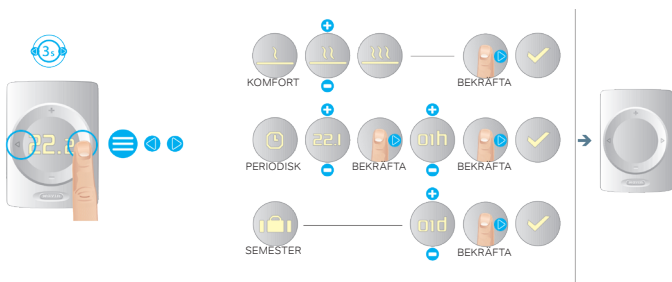 3s
22.2
KOMFORT
BEKRÄFTA
22.1
01h
PERIODISK
BEKRÄFTA
BEKRÄFTA
01d
SEMESTER
BEKRÄFTA